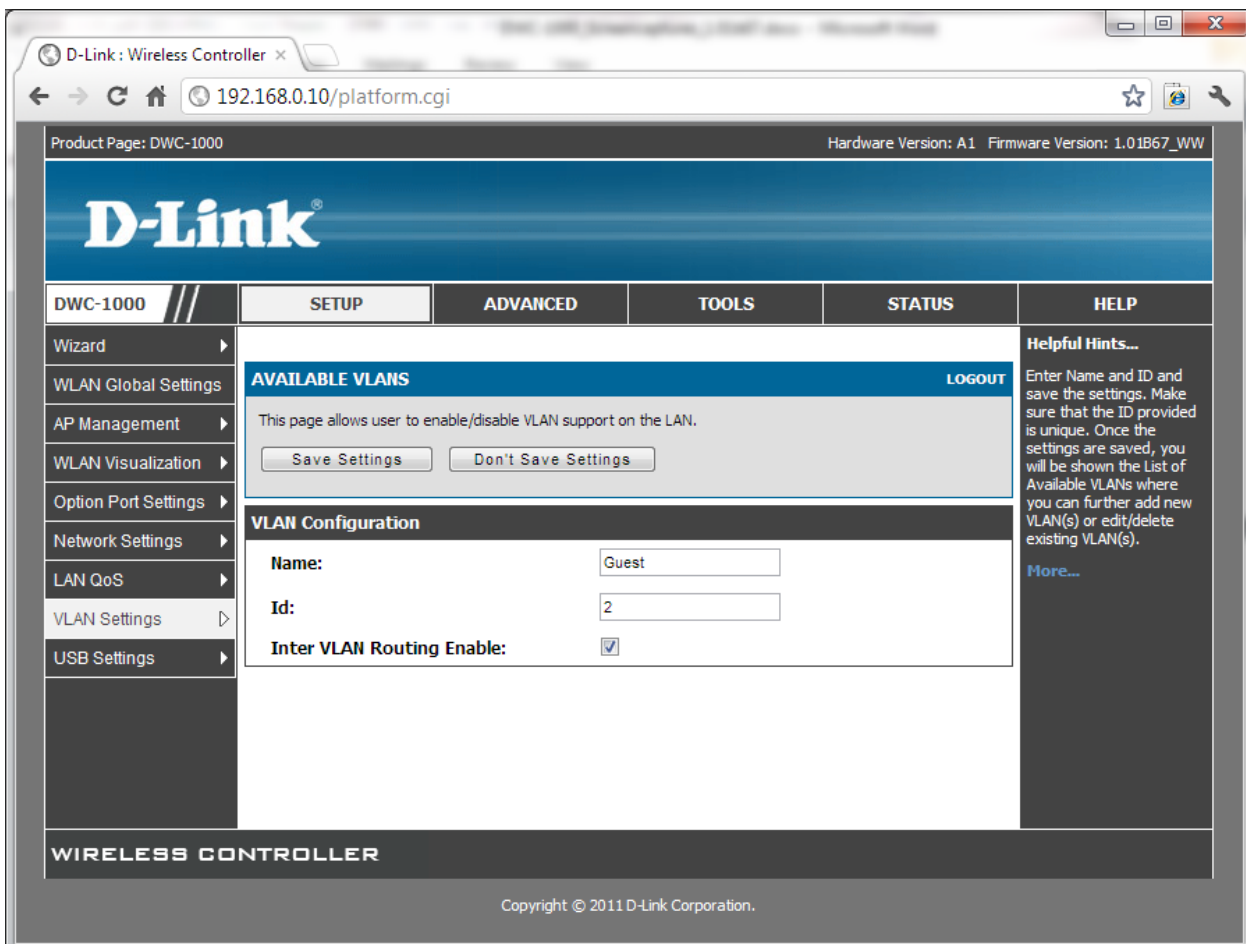 D-Link : Wireless Controller
192.168.0.10/platform.cgi
Product Page: DWC-1000
Hardware Version: A1 Firmware Version: 1.01B67_WW
D-Link®
DWC-1000
SETUP
ADVANCED
TOOLS
STATUS
HELP
Wizard
WLAN Global Settings
AP Management
WLAN Visualization
Option Port Settings
Network Settings
LAN QoS
VLAN Settings
USB Settings
AVAILABLE VLANS
LOGOUT
This page allows user to enable/disable VLAN support on the LAN.
Save Settings
Don't Save Settings
VLAN Configuration
Name:
Guest
Id:
2
Inter VLAN Routing Enable:
Helpful Hints...
Enter Name and ID and
save the settings. Make
sure that the ID provided
is unique. Once the
settings are saved, you
will be shown the List of
Available VLANs where
you can further add new
VLAN(s) or edit/delete
existing VLAN(s).
More...
WIRELESS CONTROLLER
Copyright © 2011 D-Link Corporation.